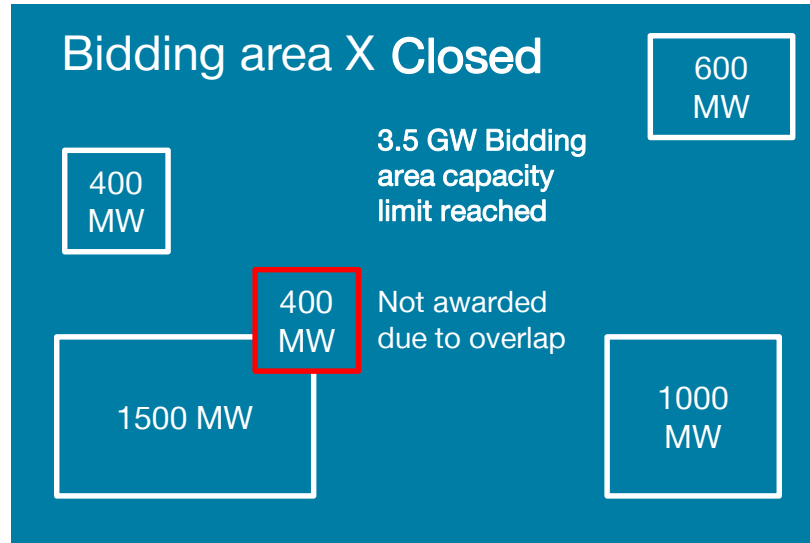 Bidding area X Closed
600
MW
3.5 GW Bidding
area capacity
limit reached
400
MW
400
MW
Not awarded
due to overlap
1500 MW
1000
MW